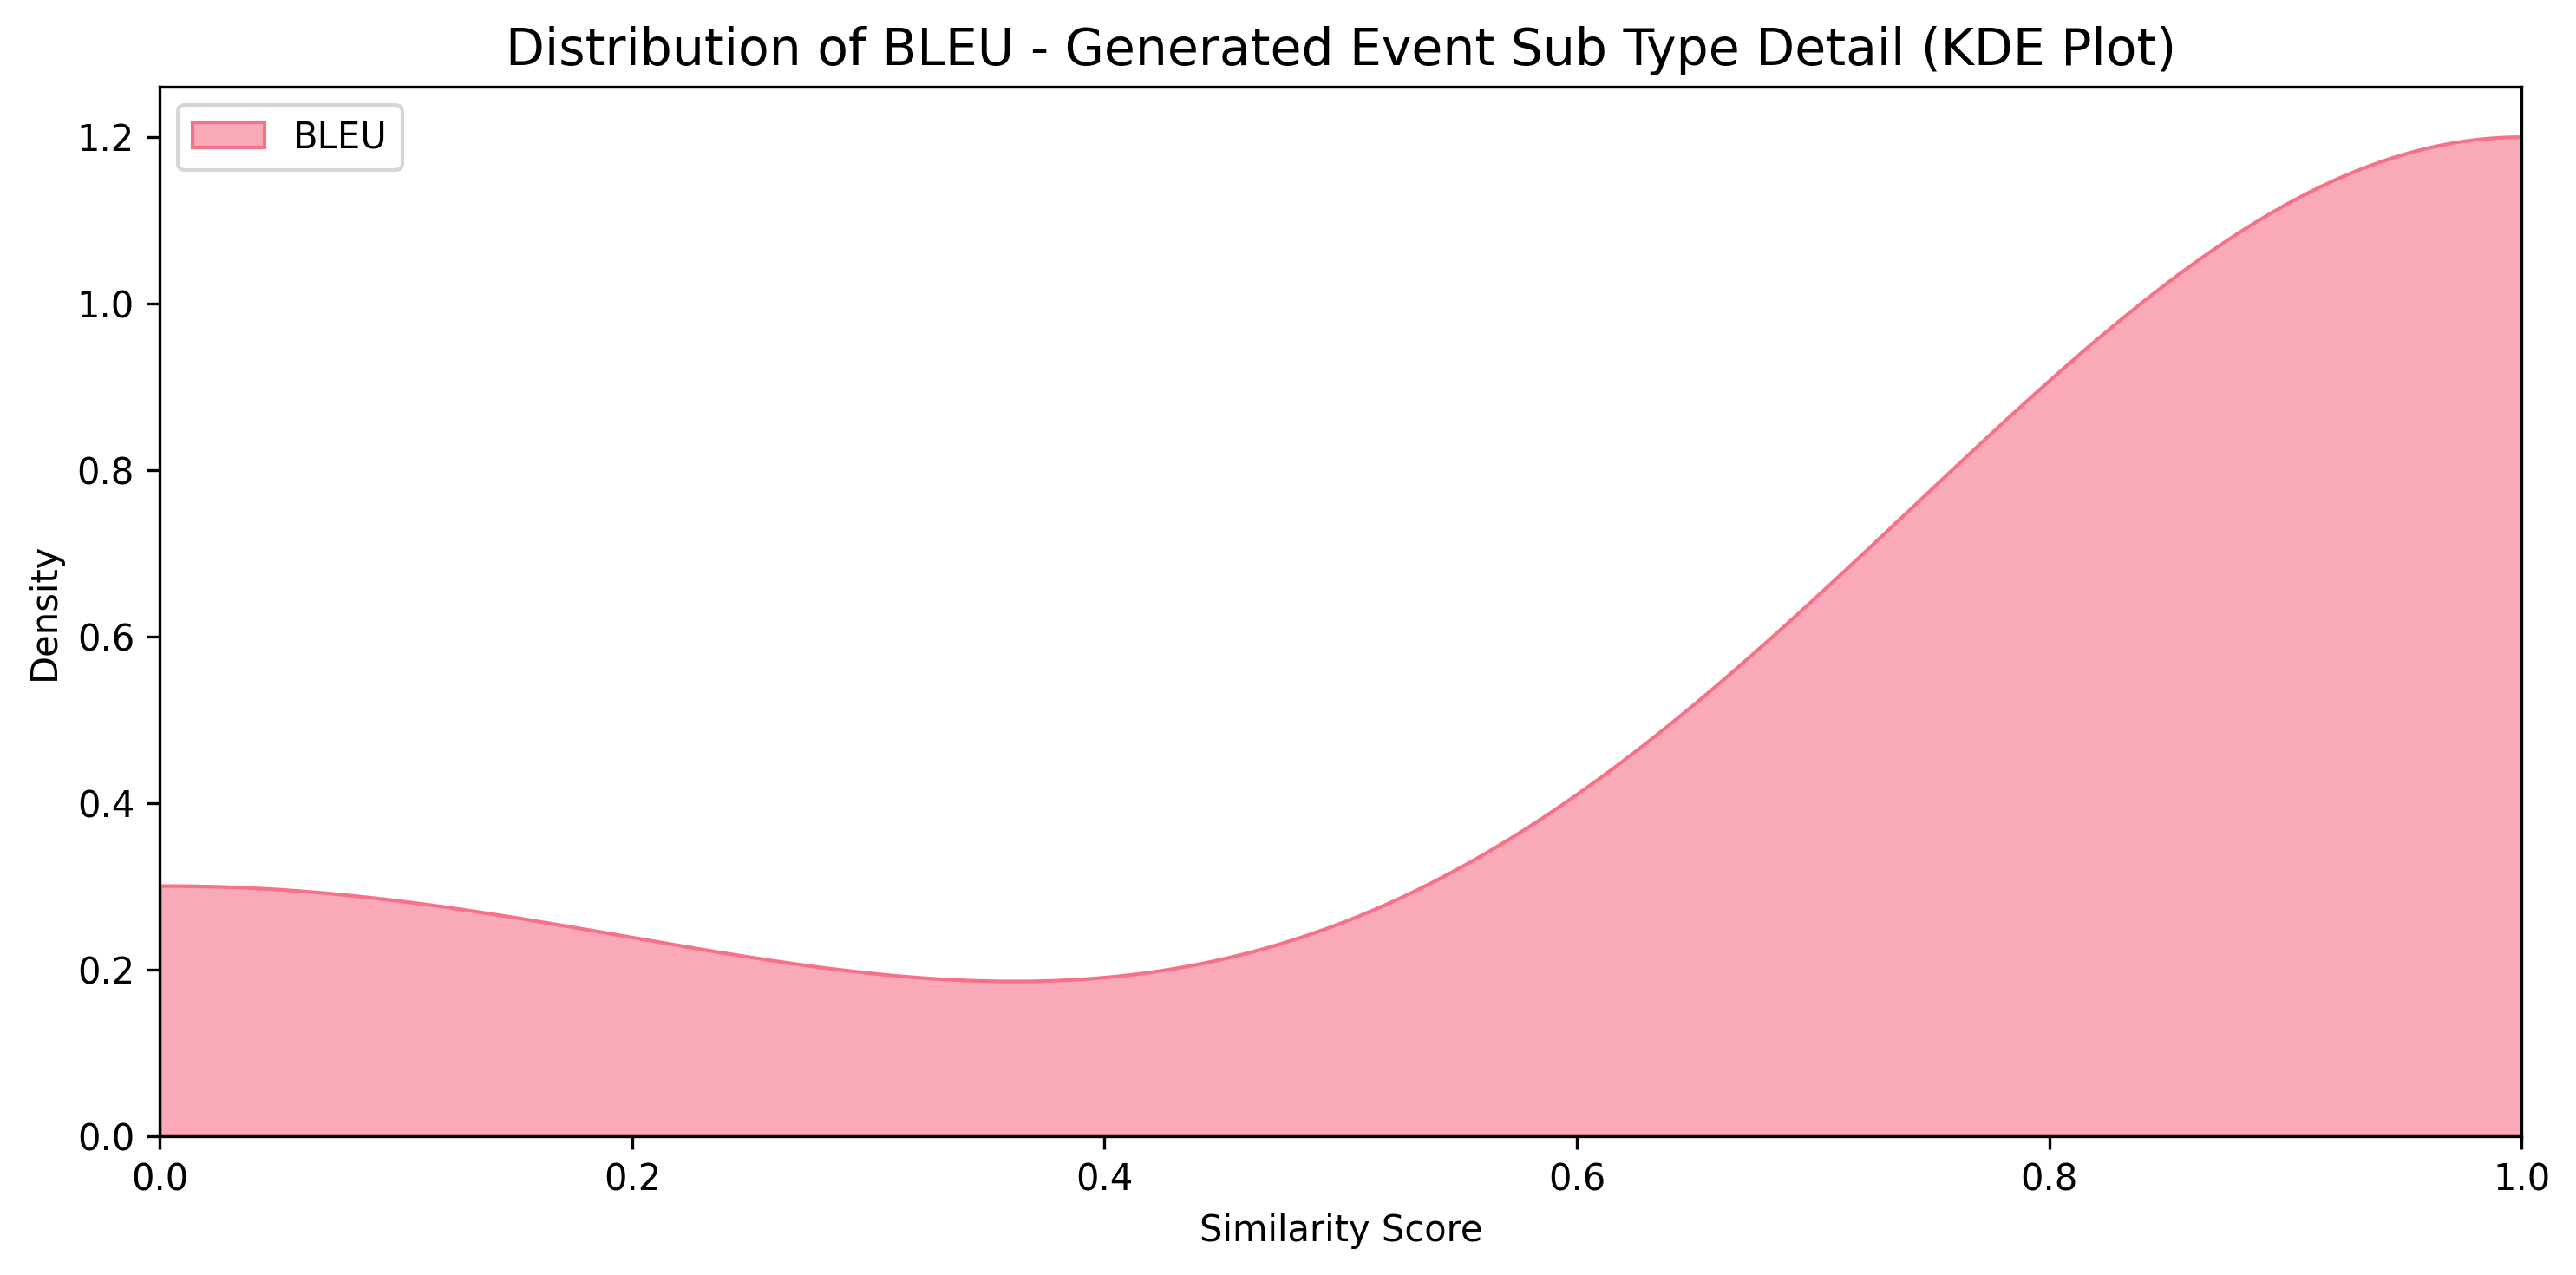 Distribution of BLEU - Generated Event Sub Type Detail (KDE Plot)
BLEU
1.2
1.0
0.8
0.6
0.4
0.2
0.0
Density
0.0 0.2 0.4 0.6 0.8 1.0
Similarity Score